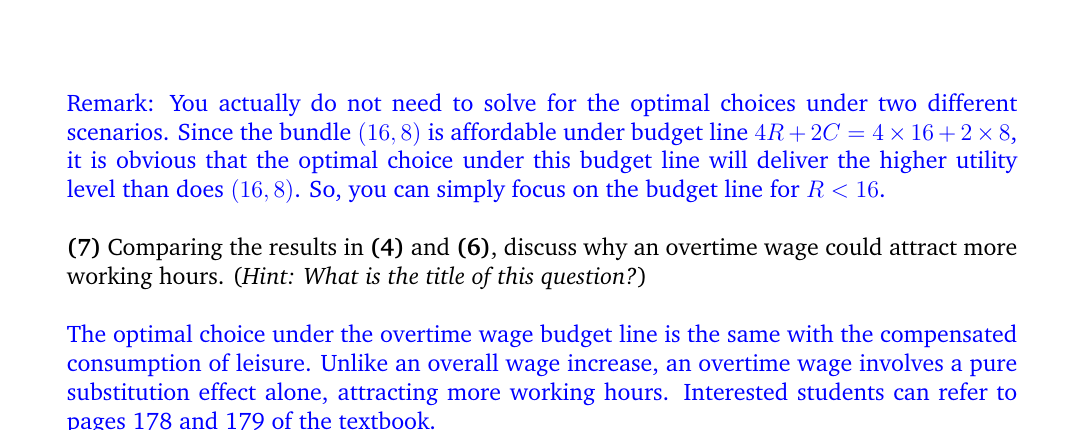 Remark: You actually do not need to solve for the optimal choices under two different
scenarios. Since the bundle (16, 8) is affordable under budget line 4R + 2C = 4 × 16 + 2 × 8,
it is obvious that the optimal choice under this budget line will deliver the higher utility
level than does (16, 8). So, you can simply focus on the budget line for R < 16.
(7) Comparing the results in (4) and (6), discuss why an overtime wage could attract more
working hours. (Hint: What is the title of this question?)
The optimal choice under the overtime wage budget line is the same with the compensated
consumption of leisure. Unlike an overall wage increase, an overtime wage involves a pure
substitution effect alone, attracting more working hours. Interested students can refer to
pages 178 and 179 of the textbook.